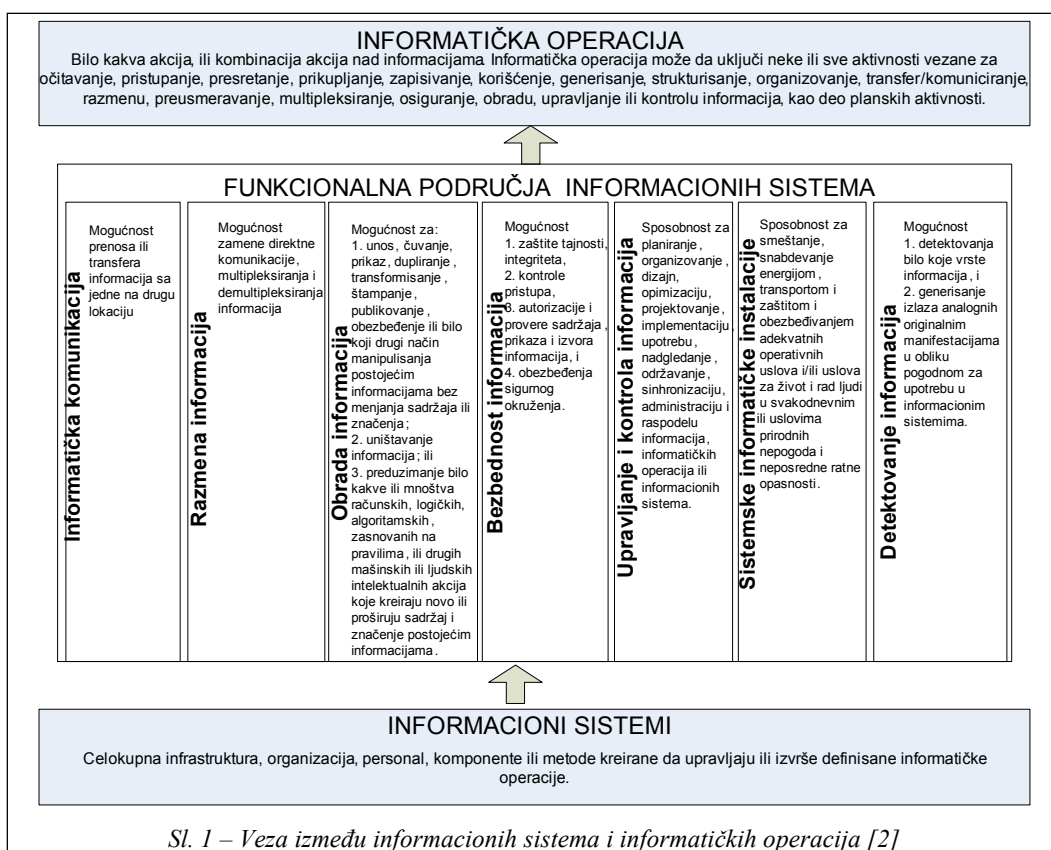 INFORMATIČKA OPERACIJA
Bilo kakva akcija, ili kombinacija akcija nad informacijama. Informatička operacija može da uključi neke ili sve aktivnosti vezane za
očitavanje, pristupanje, presretanje, prikupljanje, zapisivanje, korišćenje, generisanje, strukturisanje, organizovanje, transfer/komuniciranje,
razmenu, preusmeravanje, multipleksiranje, osiguranje, obradu, upravljanje ili kontrolu informacija, kao deo planskih aktivnosti.
FUNKCIONALNA PODRUČJA INFORMACIONIH SISTEMA
Informatička komunikacija
Mogućnost
prenosa ili
transfera
informacija sa
jedne na drugu
lokaciju
Razmena informacija
Mogućnost
zamene direktne
komunikacije,
multipleksiranja i
demultipleksiranja
informacija
Obrada informacija
Mogućnost za:
1. unos, čuvanje,
prikaz, dupliranje,
transformisanje,
štampanje,
publikovanje,
obezbeđenje ili bilo
koji drugi način
manipulisanja
postojećim
informacijama bez
menjanja sadržaja ili
značenja;
2. uništavanje
informacija; ili
3. preduzimanje bilo
kakve ili mnoštva
računskih, logičkih,
algoritamskih,
zasnovanih na
pravilima, ili drugih
mašinskih ili ljudskih
intelektualnih akcija
koje kreiraju novo ili
proširuju sadržaj i
značenje postojećim
informacijama.
Bezbednost informacija
Mogućnost
1. zaštite tajnosti,
integriteta,
2. kontrole
pristupa,
3. autorizacije i
provere sadržaja,
prikaza i izvora
informacija, i
4. obezbeđenja
sigurnog
okruženja.
Upravljanje i kontrola informacija
Sposobnost za
planiranje,
organizovanje,
dizajn,
opimizaciju,
projektovanje,
implementaciju,
upotrebu,
nadgledanje,
održavanje,
sinhronizaciju,
administraciju i
raspodelu
informacija,
informatičkih
operacija ili
informacionih
sistema.
Sistemske informatičke instalacije
Sposobnost za
smeštanje,
snabdevanje
energijom,
transportom i
zaštitom i
obezbeđivanjem
adekvatnih
operativnih
uslova i/ili uslova
za život i rad ljudi
u svakodnevnim
ili uslovima
prirodnih
nepogoda i
neposredne ratne
opasnosti.
Detektovanje informacija
Mogućnost
1. detektovanja
bilo koje vrste
informacija, i
2. generisanje
izlaza analognih
originalnim
manifestacijama
u obliku
pogodnom za
upotrebu u
informacionim
sistemima.
INFORMACIONI SISTEMI
Celokupna infrastruktura, organizacija, personal, komponente ili metode kreirane da upravljaju ili izvrše definisane informatičke
operacije.
Sl. 1 – Veza između informacionih sistema i informatičkih operacija [2]